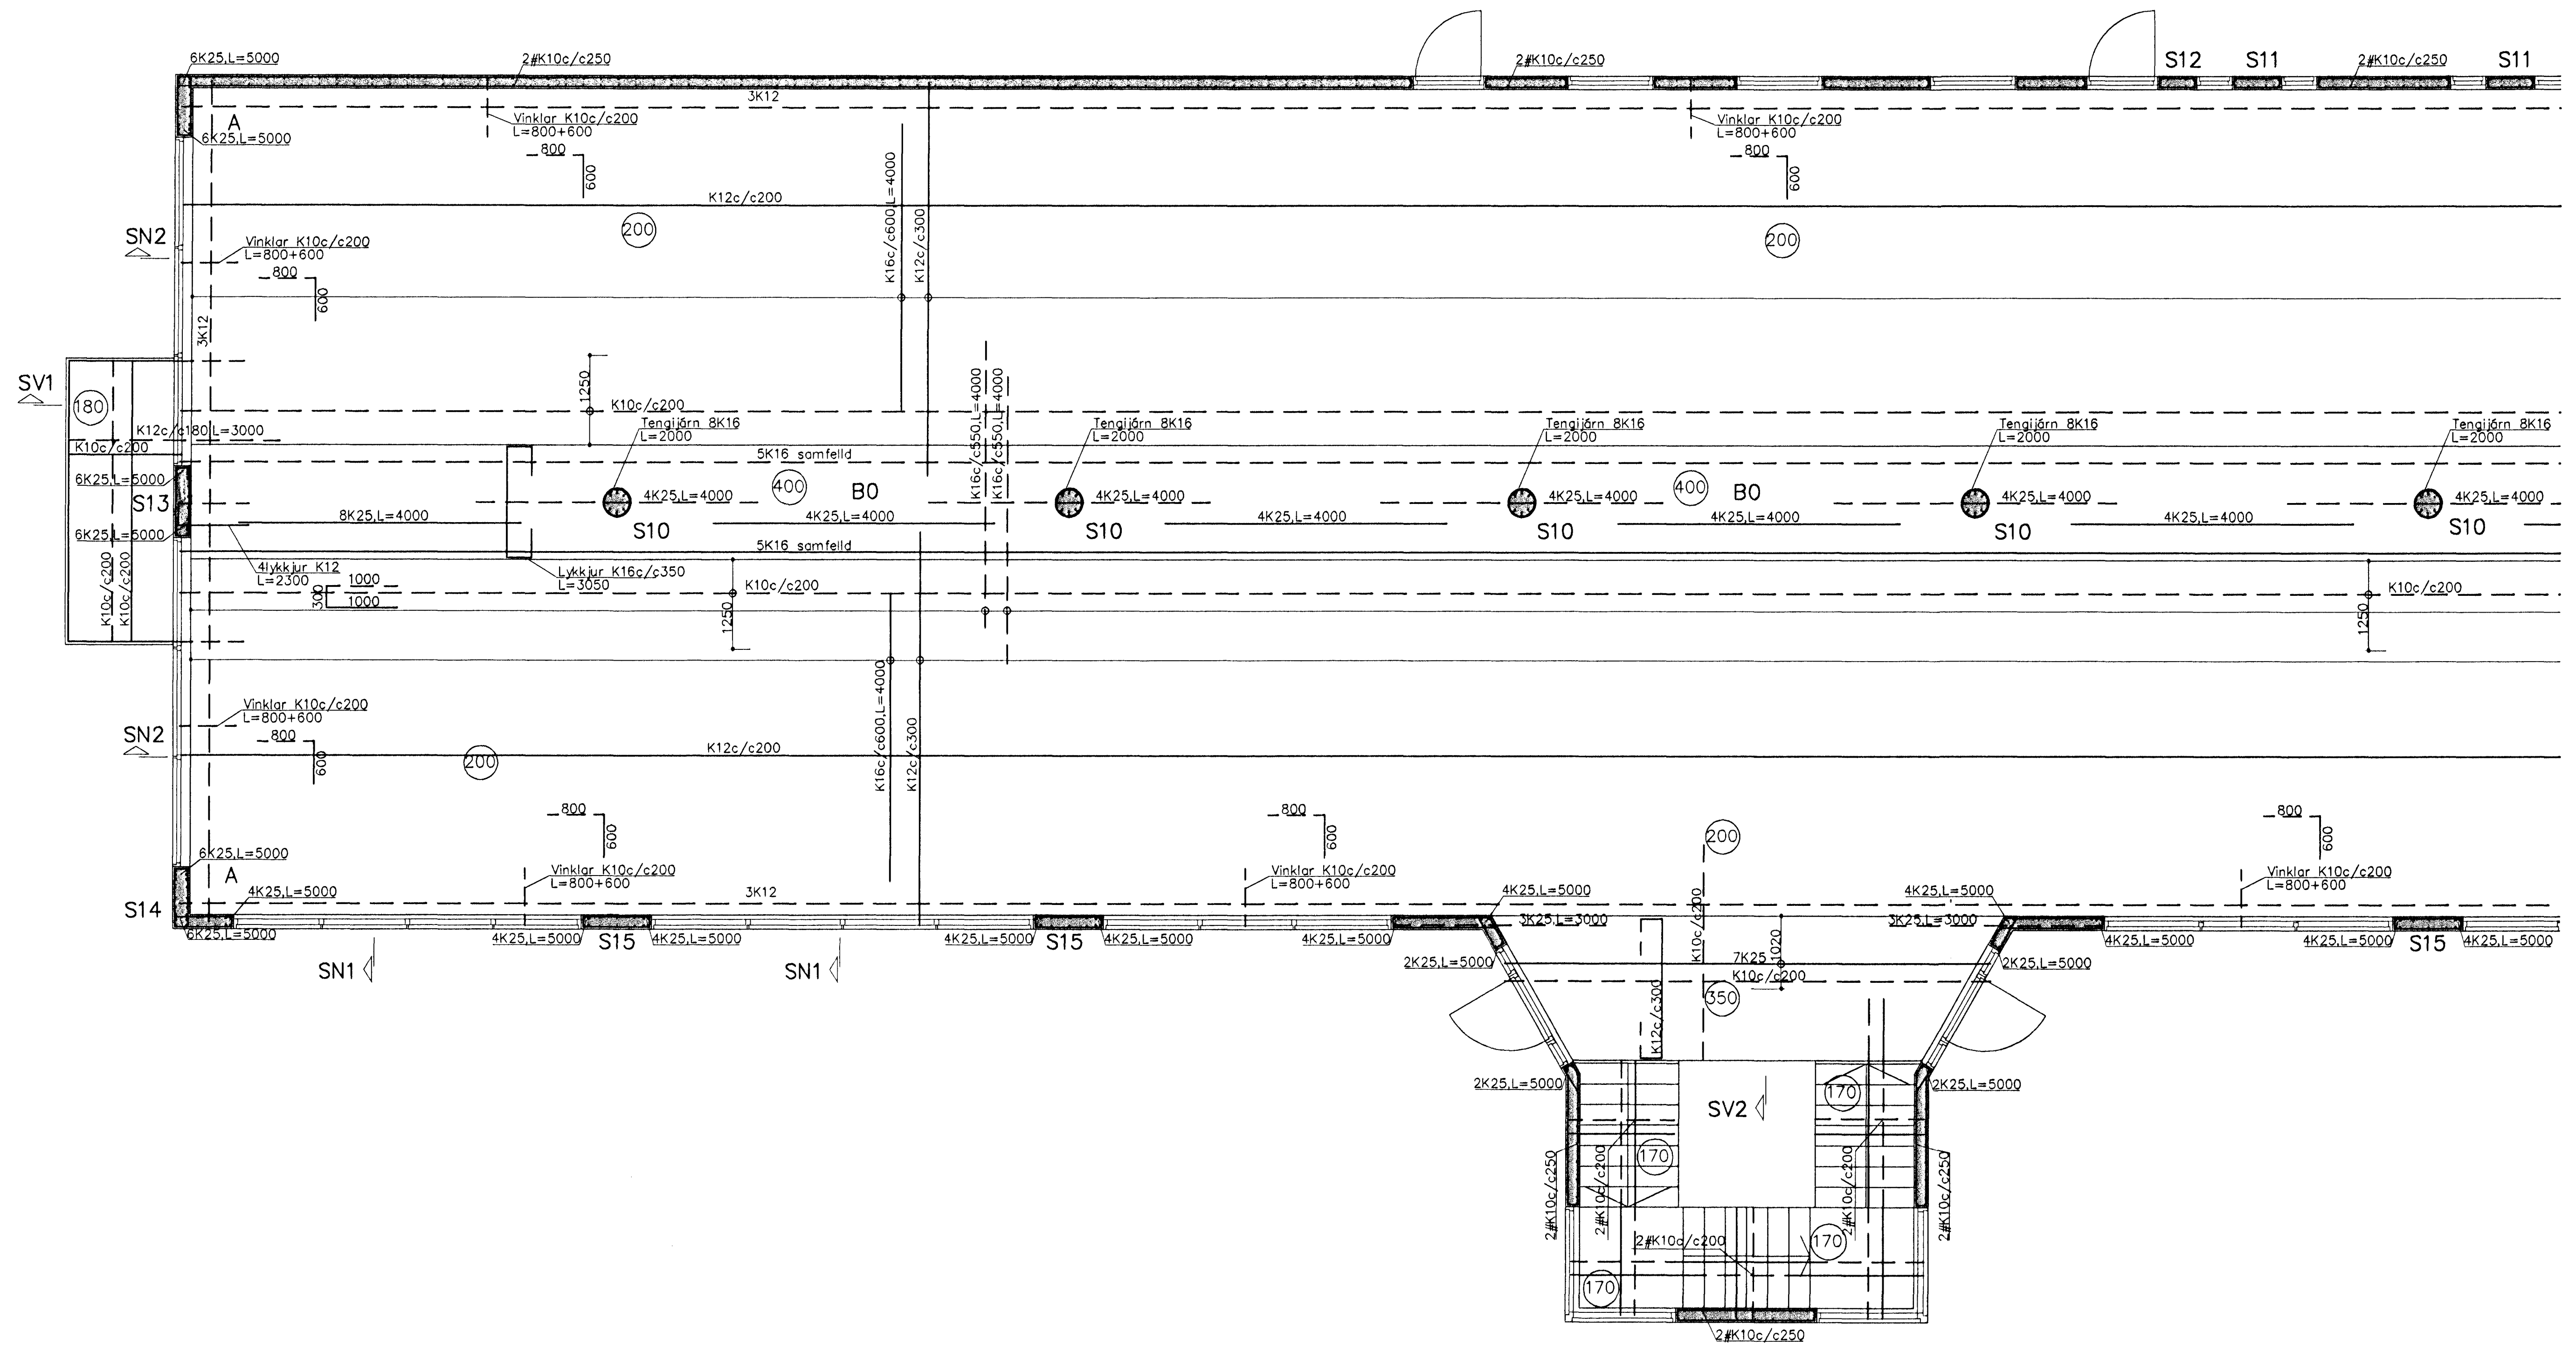 6K25,L=5000
2#K10c/c250
2#K10c/c250
S12
S11
2#K10c/c250
S11
3K12
A
6K25,L=5000
Vinklar K10c/c200
L=800+600
800
600
Vinklar K10c/c200
L=800+600
800
600
K16c/c600,L=4000
K12c/c300
K12c/c200
200
200
SN2
Vinklar K10c/c200
L=800+600
800
600
3K12
SV1
180
1250
K10c/c200
K16c/c550,L=4000
K16c/c550,L=4000
K12c/c180,L=3000
K10c/c200
Tengijárn 8K16
L=2000
Tengijárn 8K16
L=2000
Tengijárn 8K16
L=2000
Tengijárn 8K16
L=2000
Tengijárn 8K16
L=2000
5K16 samfelld
6K25,L=5000
S13
400
B0
400
B0
4K25,L=4000
4K25,L=4000
4K25,L=4000
4K25,L=4000
4K25,L=4000
8K25,L=4000
4K25,L=4000
4K25,L=4000
4K25,L=4000
4K25,L=4000
S10
S10
S10
S10
S10
6K25,L=5000
5K16 samfelld
K10c/c200
K10c/c200
4lykkjur K12
L=2300
1000
300
1000
Lykkjur K16c/c350
L=3050
K10c/c200
1250
K10c/c200
1250
K16c/c600,L=4000
K12c/c300
Vinklar K10c/c200
L=800+600
SN2
800
600
200
K12c/c200
800
600
800
600
800
600
200
6K25,L=5000
A
4K25,L=5000
S14
6K25,L=5000
Vinklar K10c/c200
L=800+600
3K12
Vinklar K10c/c200
L=800+600
Vinklar K10c/c200
L=800+600
4K25,L=5000
S15
4K25,L=5000
4K25,L=5000
S15
4K25,L=5000
4K25,L=5000
4K25,L=5000
3K25,L=3000
K10c/c200
4K25,L=5000
3K25,L=3000
4K25,L=5000
4K25,L=5000
S15
4K25,L=5000
SN1
SN1
2K25,L=5000
7K25
1020
K10c/c200
2K25,L=5000
350
K12c/c300
2K25,L=5000
2K25,L=5000
SV2
170
170
2#K10c/c250
2#K10c/c200
2#K10c/c200
2#K10c/c250
2#K10c/c200
170
170
2#K10c/c250